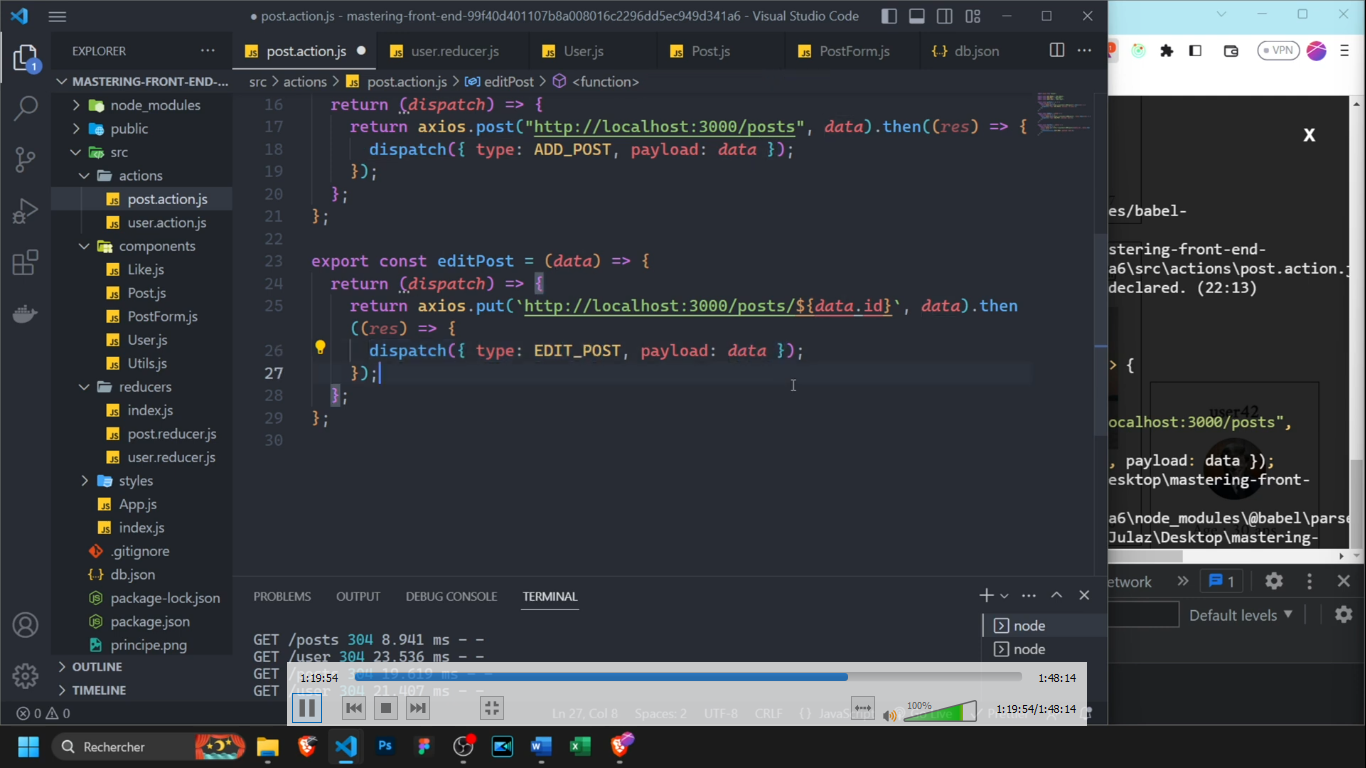 ● post.action.js - mastering-front-end-99f40d401107b8a008016c2296dd5ec949d341a6 - Visual Studio Code
VPN
EXPLORER
post.action.js
user.reducer.js
User.js
Post.js
PostForm.js
db.json
src > actions > post.action.js > editPost > <function>
MASTERING-FRONT-END-...
node_modules
public
src
actions
post.action.js
user.action.js
components
Like.js
Post.js
PostForm.js
User.js
Utils.js
reducers
index.js
post.reducer.js
user.reducer.js
styles
App.js
index.js
.gitignore
db.json
package-lock.json
package.json
principe.png
OUTLINE
TIMELINE
16 return (dispatch) => {
17 return axios.post("http://localhost:3000/posts", data).then((res) => {
18 dispatch({ type: ADD_POST, payload: data });
19 });
20 };
21 };
22
23 export const editPost = (data) => {
24 return (dispatch) => {
25 return axios.put(`http://localhost:3000/posts/${data.id}`, data).then
((res) => {
26 dispatch({ type: EDIT_POST, payload: data });
27 });
28 };
29 };
30
X
es/babel-
stering-front-end-
a6\src\actions\post.action.j
declared. (22:13)
> {
user42
ocalhost:3000/posts",
, payload: data });
esktop\mastering-front-
a6\node_modules\@babel\parse
Julaz\Desktop\mastering-
etwork
1
Default levels
PROBLEMS
OUTPUT
DEBUG CONSOLE
TERMINAL
node
node
GET /posts 304 8.941 ms - -
GET /user 304 23.536 ms - -
GET /posts 304 19.619 ms - -
GET /user 304 21.407 ms - -
1:19:54
1:48:14
100%
1:19:54/1:48:14
0 0
Ln 27, Col 8
Spaces: 2
UTF-8
CRLF
{} JavaScript
Rechercher